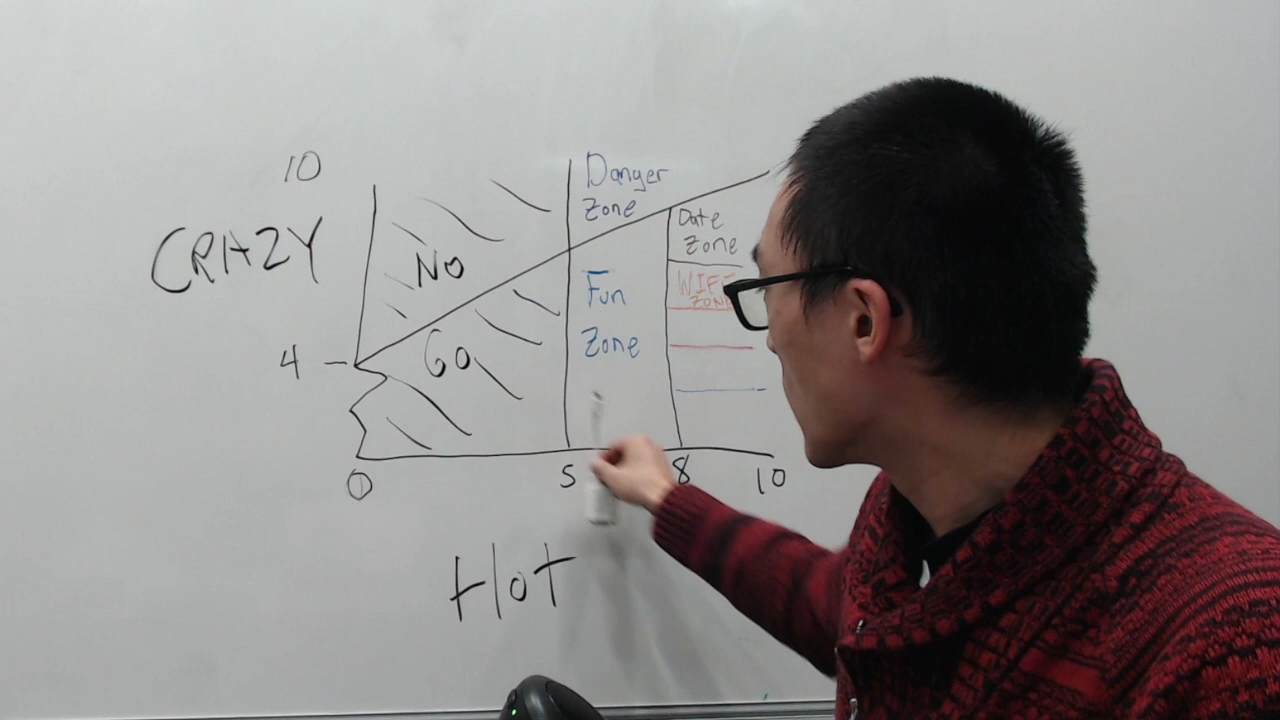 10
CRAZY
4
NO
GO
Danger
Zone
Fun
Zone
Date
Zone
WIFE
ZONE
0
5
8
10
Hot